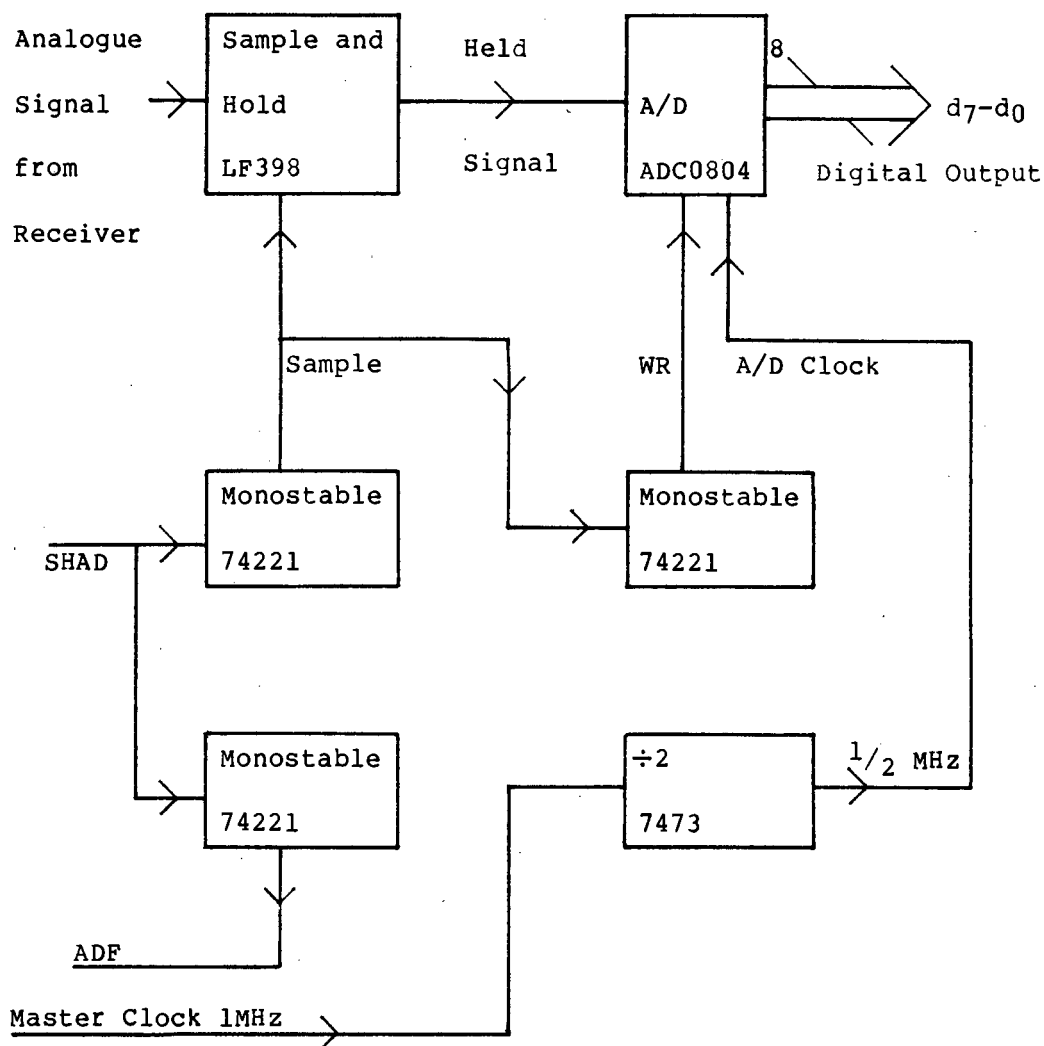 Analogue
Signal
from
Receiver
Sample and
Hold
LF398
Held
Signal
A/D
ADC0804
8
d7-d0
Digital Output
Sample
WR
A/D Clock
Monostable
74221
Monostable
74221
SHAD
Monostable
74221
÷2
7473
1/2 MHz
ADF
Master Clock 1MHz